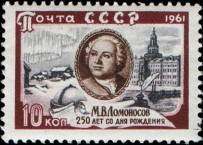 Почта СССР 1961
10 коп.
М.В.Ломоносов
250 лет со дня рождения